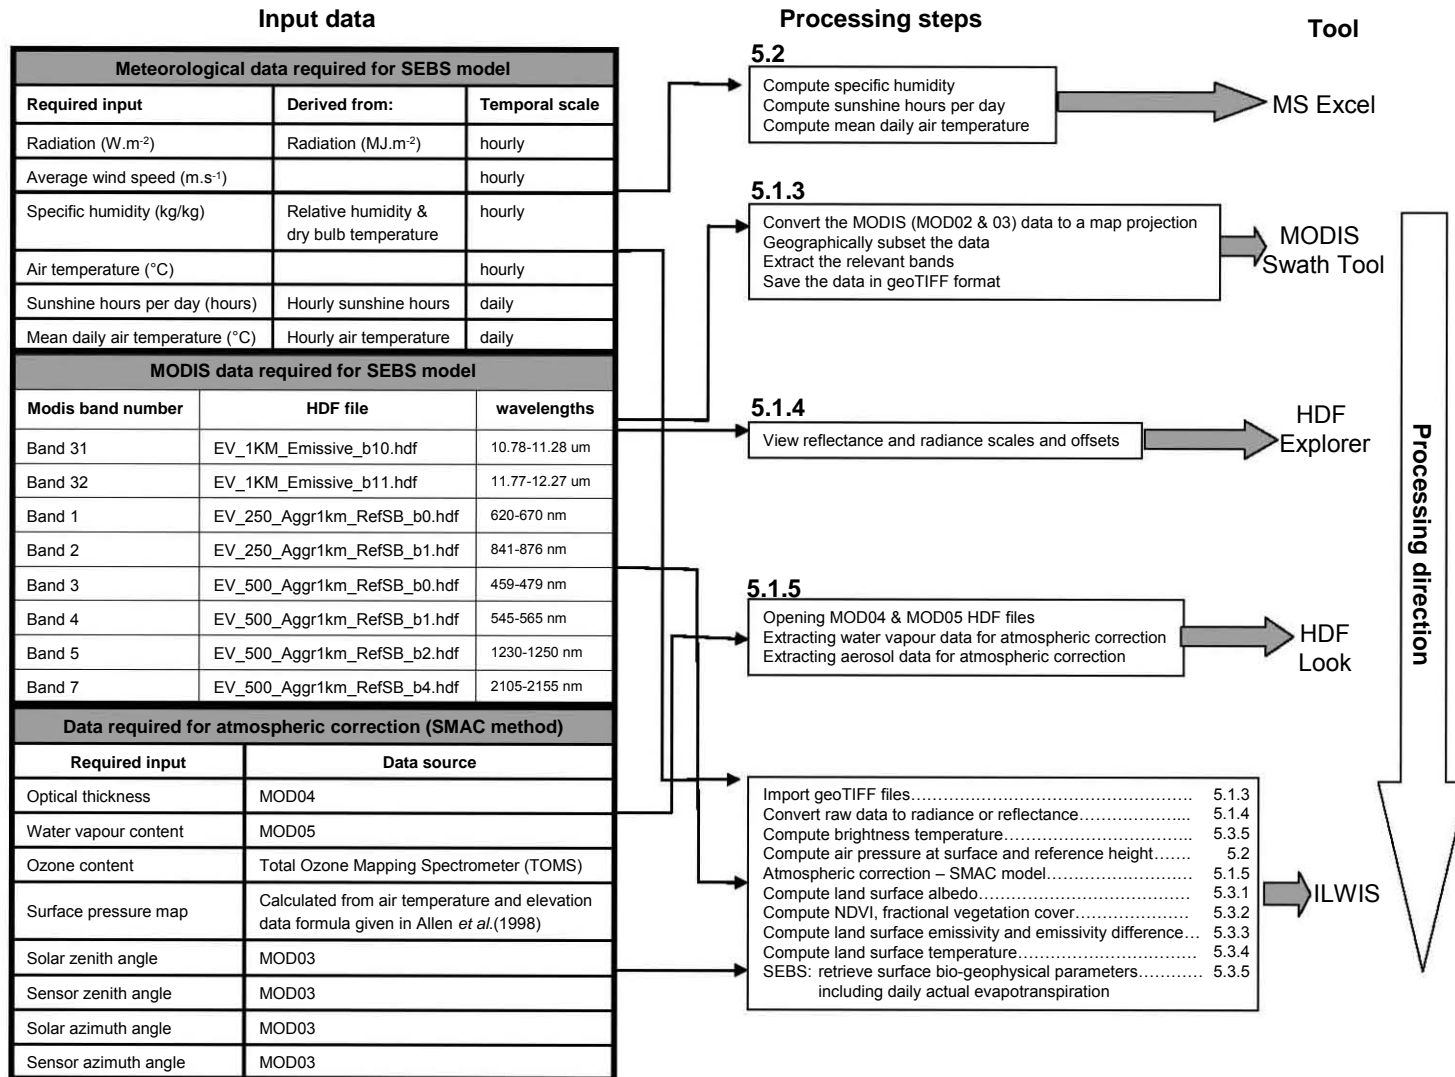 Input data
Processing steps
Tool
Meteorological data required for SEBS model
Required input Derived from: Temporal scale
Radiation (W.m-2) Radiation (MJ.m-2) hourly
Average wind speed (m.s-1) hourly
Specific humidity (kg/kg) Relative humidity & hourly
dry bulb temperature
Air temperature (°C) hourly
Sunshine hours per day (hours) Hourly sunshine hours daily
Mean daily air temperature (°C) Hourly air temperature daily
MODIS data required for SEBS model
Modis band number HDF file wavelengths
Band 31 EV_1KM_Emissive_b10.hdf 10.78-11.28 um
Band 32 EV_1KM_Emissive_b11.hdf 11.77-12.27 um
Band 1 EV_250_Aggr1km_RefSB_b0.hdf 620-670 nm
Band 2 EV_250_Aggr1km_RefSB_b1.hdf 841-876 nm
Band 3 EV_500_Aggr1km_RefSB_b0.hdf 459-479 nm
Band 4 EV_500_Aggr1km_RefSB_b1.hdf 545-565 nm
Band 5 EV_500_Aggr1km_RefSB_b2.hdf 1230-1250 nm
Band 7 EV_500_Aggr1km_RefSB_b4.hdf 2105-2155 nm
Data required for atmospheric correction (SMAC method)
Required input Data source
Optical thickness MOD04
Water vapour content MOD05
Ozone content Total Ozone Mapping Spectrometer (TOMS)
Surface pressure map Calculated from air temperature and elevation
data formula given in Allen et al.(1998)
Solar zenith angle MOD03
Sensor zenith angle MOD03
Solar azimuth angle MOD03
Sensor azimuth angle MOD03
5.2
Compute specific humidity
Compute sunshine hours per day
Compute mean daily air temperature
MS Excel
5.1.3
Convert the MODIS (MOD02 & 03) data to a map projection
Geographically subset the data
Extract the relevant bands
Save the data in geoTIFF format
MODIS
Swath Tool
5.1.4
View reflectance and radiance scales and offsets
HDF
Explorer
5.1.5
Opening MOD04 & MOD05 HDF files
Extracting water vapour data for atmospheric correction
Extracting aerosol data for atmospheric correction
HDF
Look
Import geoTIFF files................................................ 5.1.3
Convert raw data to radiance or reflectance................... 5.1.4
Compute brightness temperature................................ 5.3.5
Compute air pressure at surface and reference height....... 5.2
Atmospheric correction – SMAC model........................ 5.1.5
Compute land surface albedo.................................... 5.3.1
Compute NDVI, fractional vegetation cover.................... 5.3.2
Compute land surface emissivity and emissivity difference... 5.3.3
Compute land surface temperature............................. 5.3.4
SEBS: retrieve surface bio-geophysical parameters............ 5.3.5
including daily actual evapotranspiration
ILWIS
Processing direction